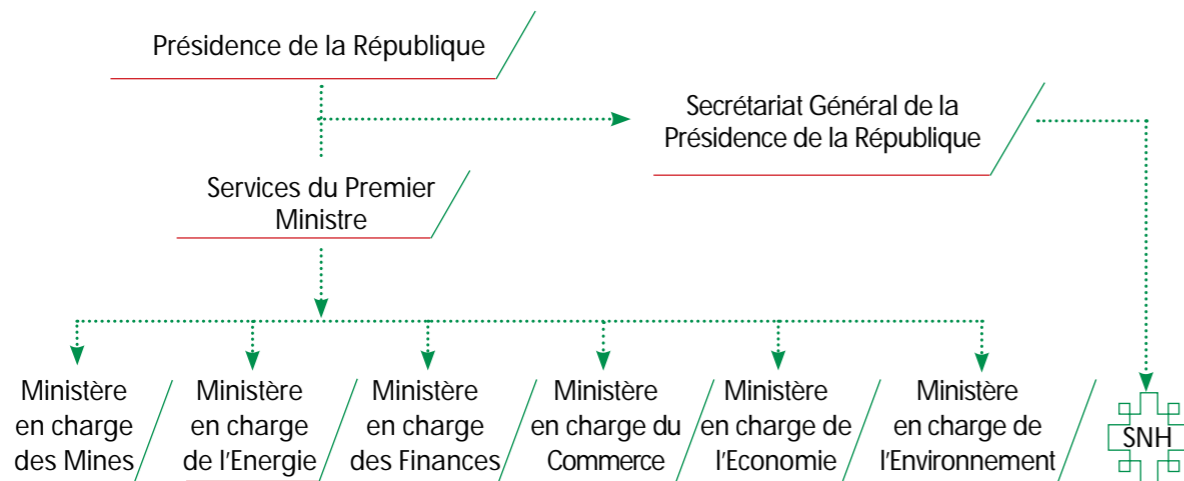 Présidence de la République
Secrétariat Général de la
Présidence de la République
Services du Premier
Ministre
Ministère
en charge
des Mines
Ministère
en charge
de l'Energie
Ministère
en charge
des Finances
Ministère
en charge du
Commerce
Ministère
en charge de
l'Economie
Ministère
en charge de
l'Environnement
SNH